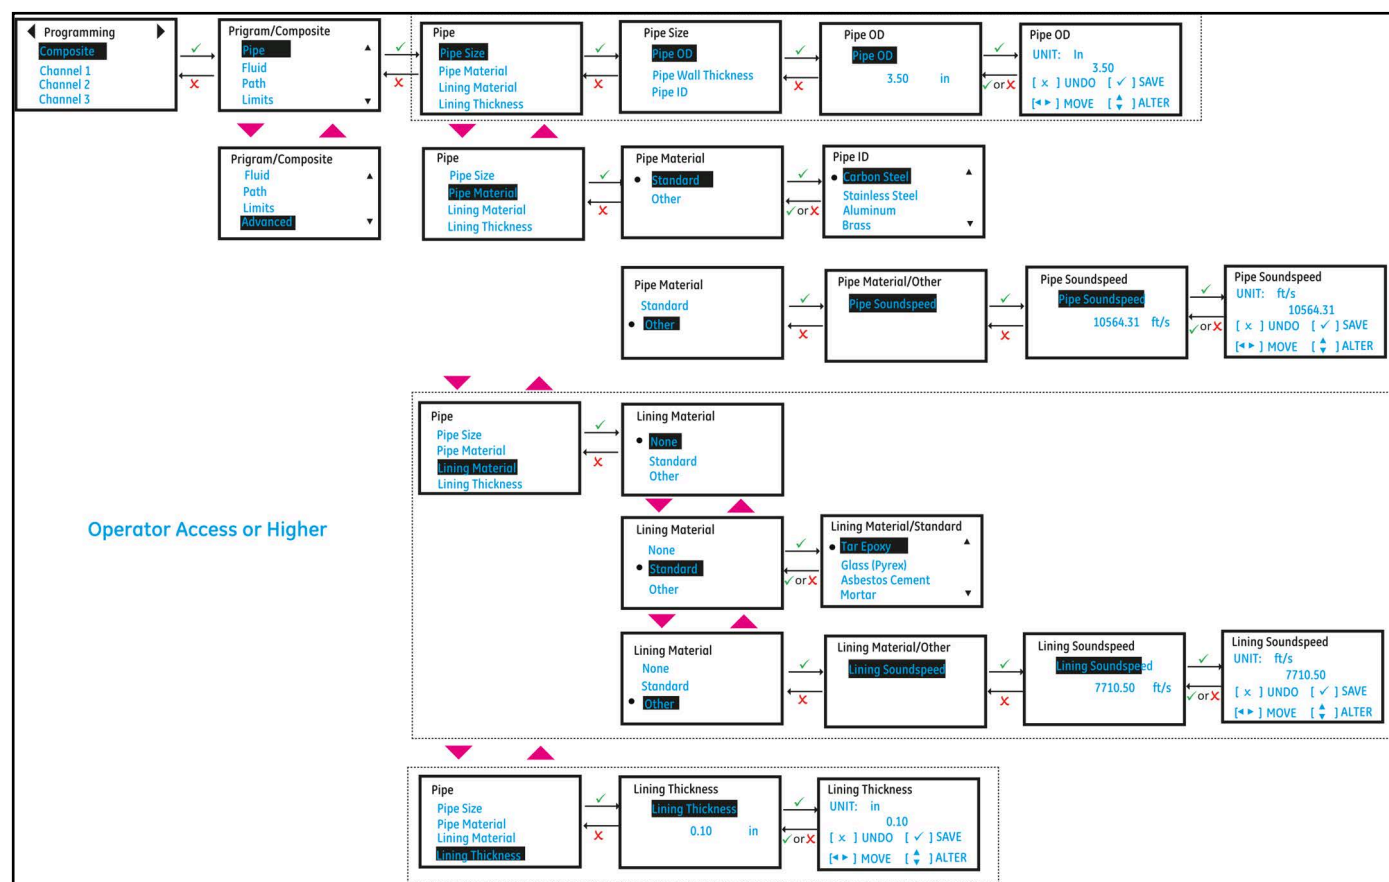 Programming
Composite
Channel 1
Channel 2
Channel 3
Prigram/Composite
Pipe
Fluid
Path
Limits
Pipe
Pipe Size
Pipe Material
Lining Material
Lining Thickness
Pipe Size
Pipe OD
Pipe Wall Thickness
Pipe ID
Pipe OD
Pipe OD
3.50 in
or
Pipe OD
UNIT: In
3.50
[ x ] UNDO [ ✓ ] SAVE
[◄►] MOVE [▲▼] ALTER
Prigram/Composite
Fluid
Path
Limits
Advanced
Pipe
Pipe Size
Pipe Material
Lining Material
Lining Thickness
Pipe Material
Standard
Other
or
Pipe ID
Carbon Steel
Stainless Steel
Aluminum
Brass
Pipe Material
Standard
Other
Pipe Material/Other
Pipe Soundspeed
Pipe Soundspeed
Pipe Soundspeed
10564.31 ft/s
or
Pipe Soundspeed
UNIT: ft/s
10564.31
[ x ] UNDO [ ✓ ] SAVE
[◄►] MOVE [▲▼] ALTER
Pipe
Pipe Size
Pipe Material
Lining Material
Lining Thickness
Lining Material
None
Standard
Other
Operator Access or Higher
Lining Material
None
Standard
Other
or
Lining Material/Standard
Tar Epoxy
Glass (Pyrex)
Asbestos Cement
Mortar
Lining Material
None
Standard
Other
Lining Material/Other
Lining Soundspeed
Lining Soundspeed
Lining Soundspeed
7710.50 ft/s
or
Lining Soundspeed
UNIT: ft/s
7710.50
[ x ] UNDO [ ✓ ] SAVE
[◄►] MOVE [▲▼] ALTER
Pipe
Pipe Size
Pipe Material
Lining Material
Lining Thickness
Lining Thickness
Lining Thickness
0.10 in
or
Lining Thickness
UNIT: in
0.10
[ x ] UNDO [ ✓ ] SAVE
[◄►] MOVE [▲▼] ALTER